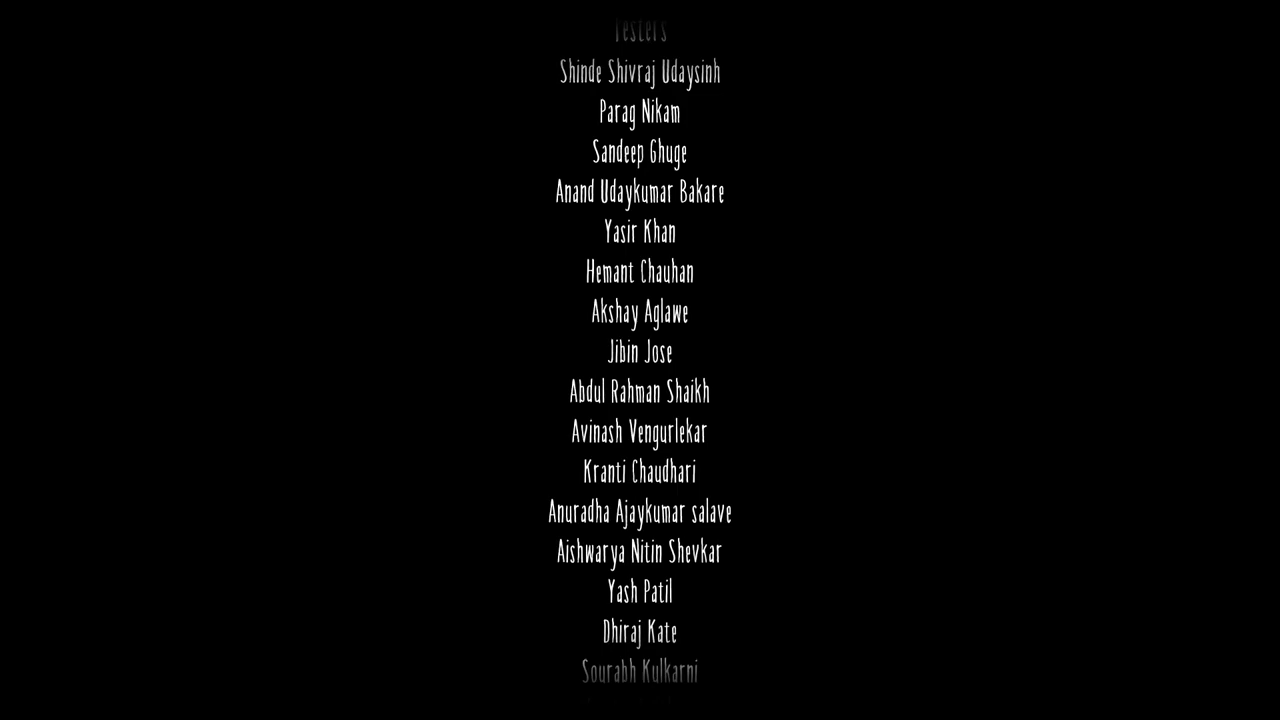 Testers
Shinde Shivraj Udaysinh
Parag Nikam
Sandeep Ghuge
Anand Udaykumar Bakare
Yasir Khan
Hemant Chauhan
Akshay Aglawe
Jibin Jose
Abdul Rahman Shaikh
Avinash Vengurlekar
Kranti Chaudhari
Anuradha Ajaykumar salave
Aishwarya Nitin Shevkar
Yash Patil
Dhiraj Kate
Sourabh Kulkarni